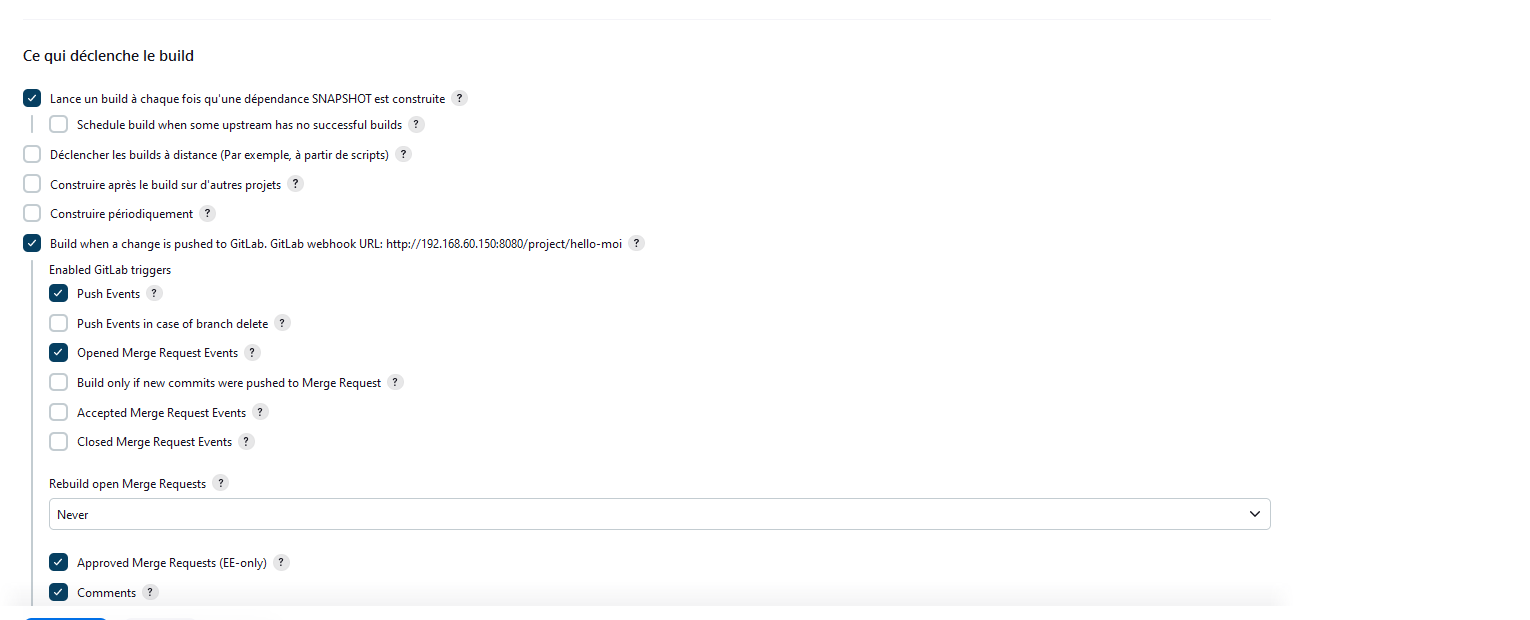 Ce qui déclenche le build
Lance un build à chaque fois qu'une dépendance SNAPSHOT est construite ?
Schedule build when some upstream has no successful builds ?
Déclencher les builds à distance (Par exemple, à partir de scripts) ?
Construire après le build sur d'autres projets ?
Construire périodiquement ?
Build when a change is pushed to GitLab. GitLab webhook URL: http://192.168.60.150:8080/project/hello-moi ?
Enabled GitLab triggers
Push Events ?
Push Events in case of branch delete ?
Opened Merge Request Events ?
Build only if new commits were pushed to Merge Request ?
Accepted Merge Request Events ?
Closed Merge Request Events ?
Rebuild open Merge Requests ?
Never
Approved Merge Requests (EE-only) ?
Comments ?